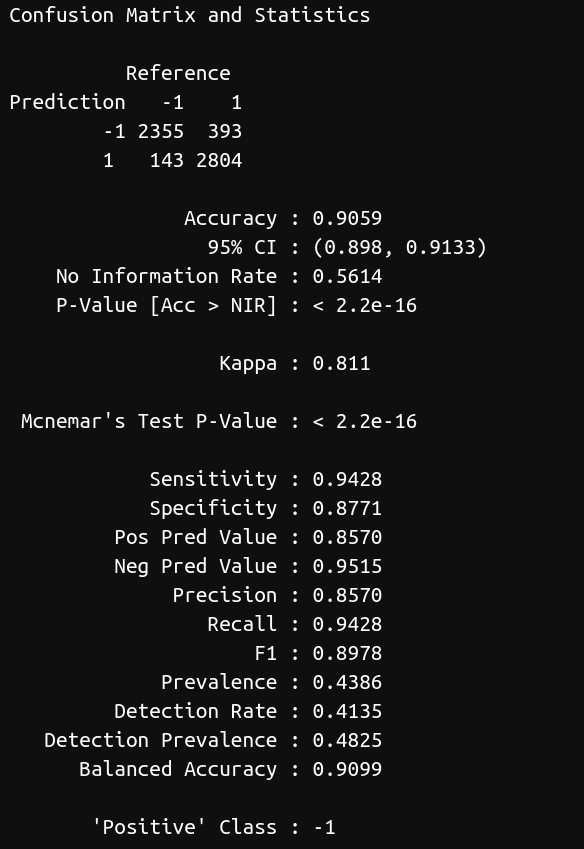 Confusion Matrix and Statistics
Reference
Prediction -1 1
-1 2355 393
1 143 2804
Accuracy : 0.9059
95% CI : (0.898, 0.9133)
No Information Rate : 0.5614
P-Value [Acc > NIR] : < 2.2e-16
Kappa : 0.811
Mcnemar's Test P-Value : < 2.2e-16
Sensitivity : 0.9428
Specificity : 0.8771
Pos Pred Value : 0.8570
Neg Pred Value : 0.9515
Precision : 0.8570
Recall : 0.9428
F1 : 0.8978
Prevalence : 0.4386
Detection Rate : 0.4135
Detection Prevalence : 0.4825
Balanced Accuracy : 0.9099
'Positive' Class : -1